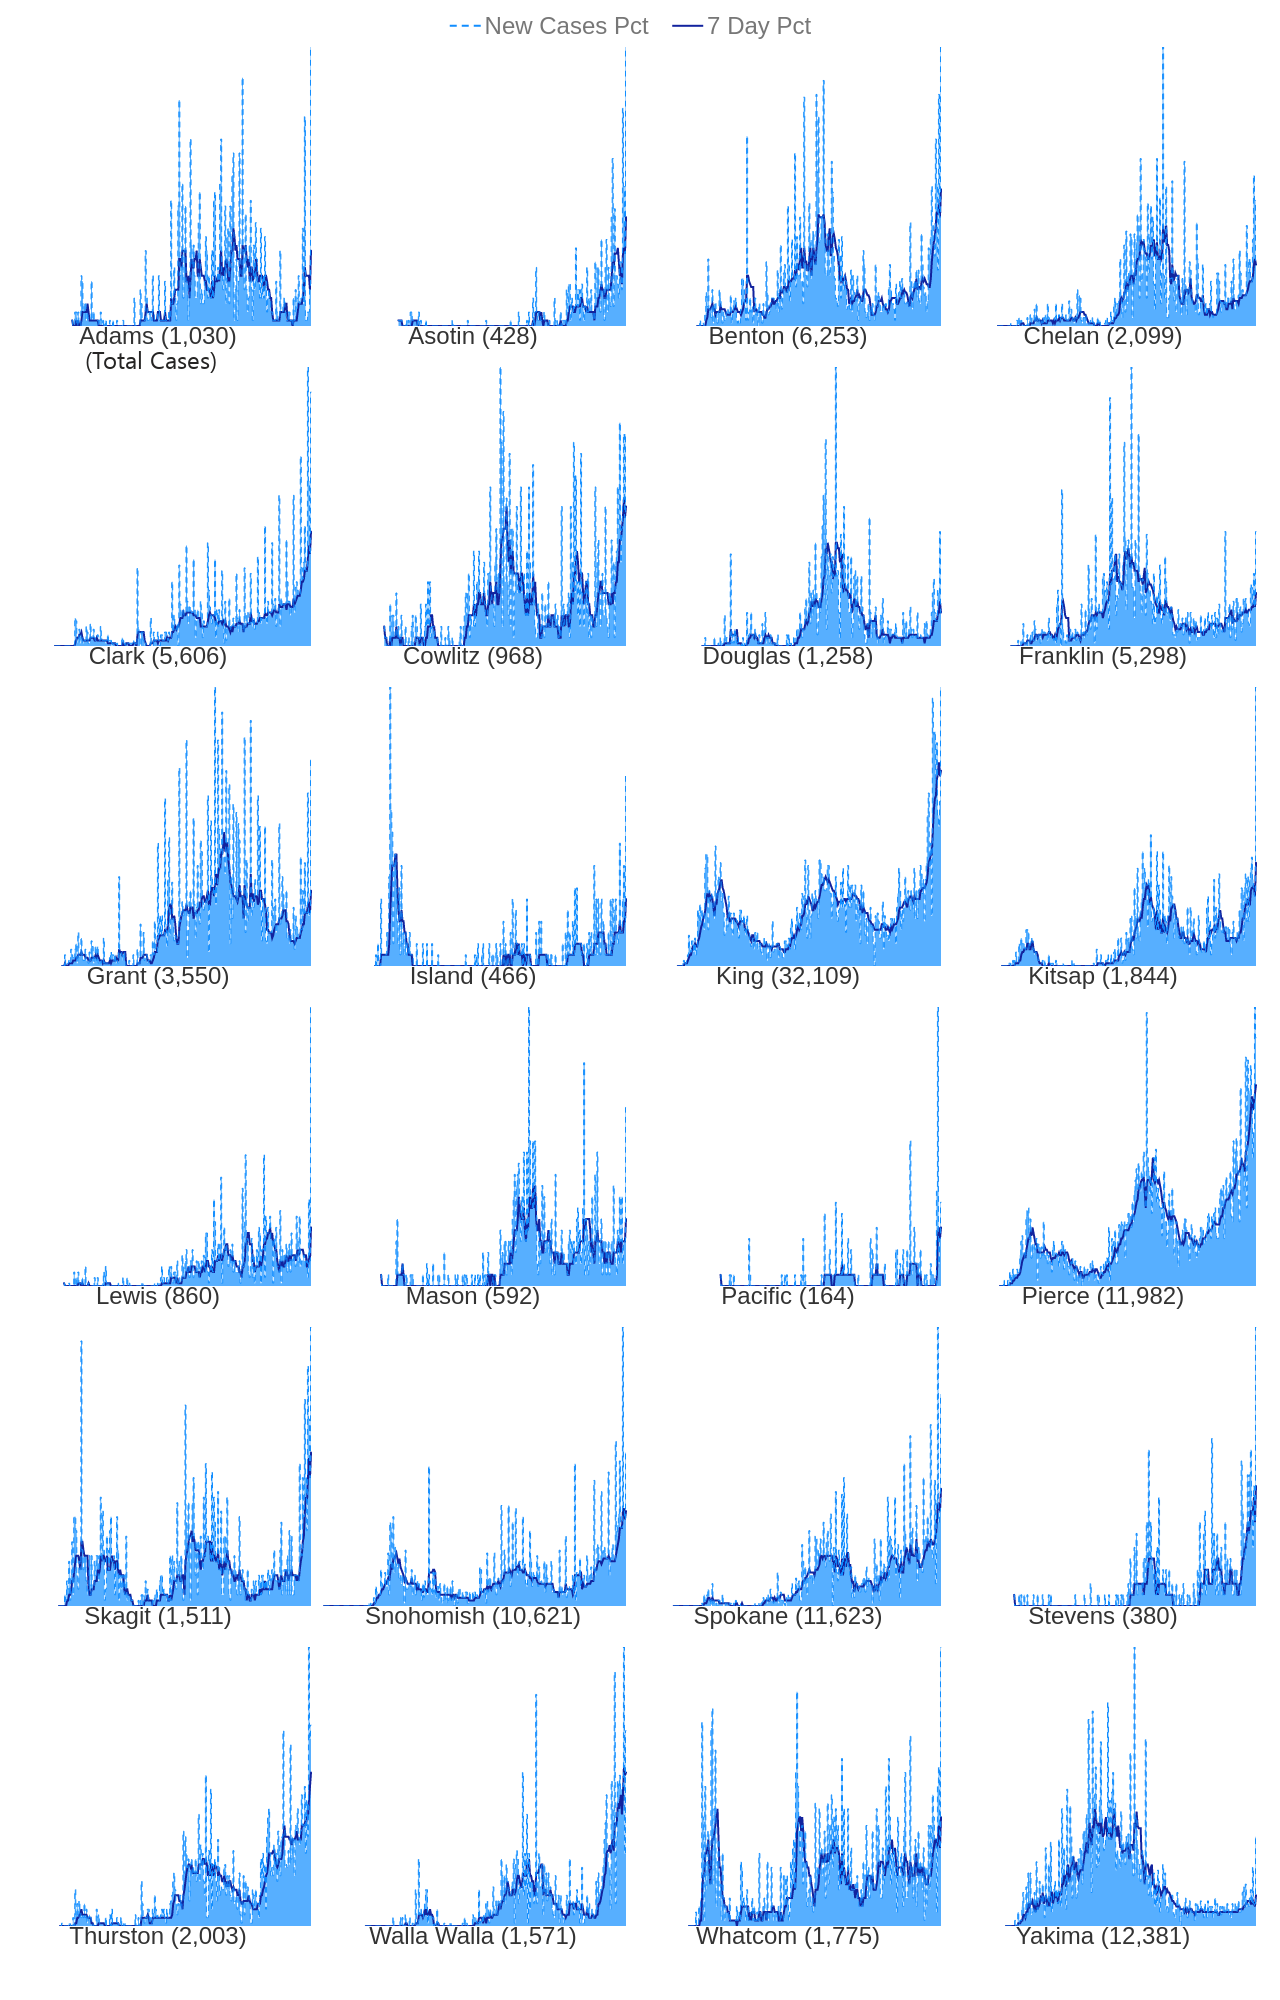 New Cases Pct 7 Day Pct
Adams (1,030) Asotin (428) Benton (6,253) Chelan (2,099)
(Total Cases)
Clark (5,606) Cowlitz (968) Douglas (1,258) Franklin (5,298)
Grant (3,550) Island (466) King (32,109) Kitsap (1,844)
Lewis (860) Mason (592) Pacific (164) Pierce (11,982)
Skagit (1,511) Snohomish (10,621) Spokane (11,623) Stevens (380)
Thurston (2,003) Walla Walla (1,571) Whatcom (1,775) Yakima (12,381)